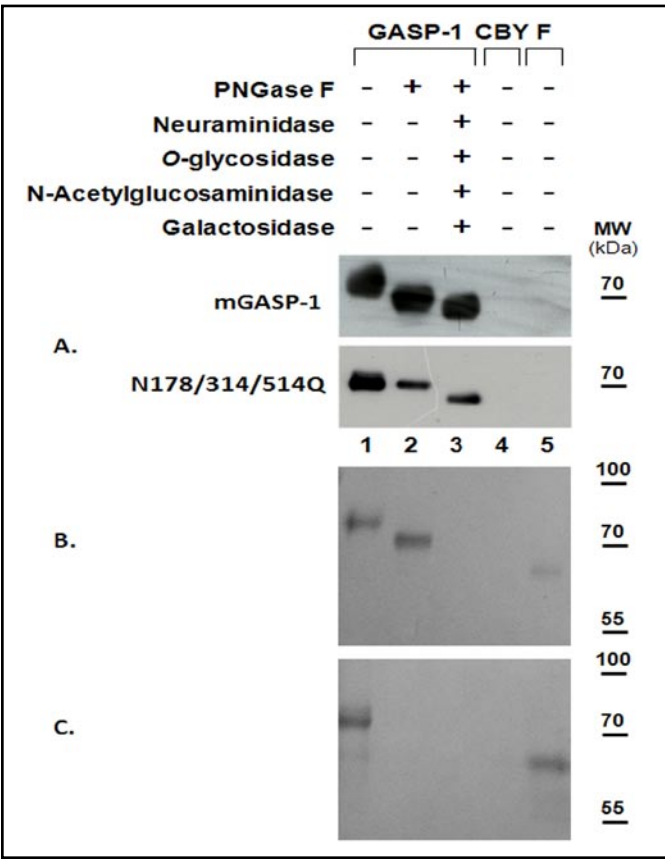 GASP-1 CBY F
PNGase F - + + - -
Neuraminidase - - + - -
O-glycosidase - - + - -
N-Acetylglucosaminidase - - + - -
Galactosidase - - + - -
MW
(kDa)
mGASP-1
70
A.
N178/314/514Q
70
1 2 3 4 5
100
B.
70
55
100
C.
70
55